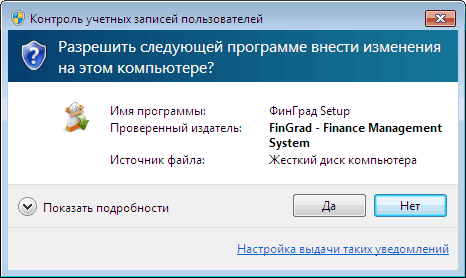 Контроль учетных записей пользователей
Разрешить следующей программе внести изменения
на этом компьютере?
Имя программы: ФинГрад Setup
Проверенный издатель: FinGrad - Finance Management
System
Источник файла: Жесткий диск компьютера
Показать подробности Да Нет
Настройка выдачи таких уведомлений